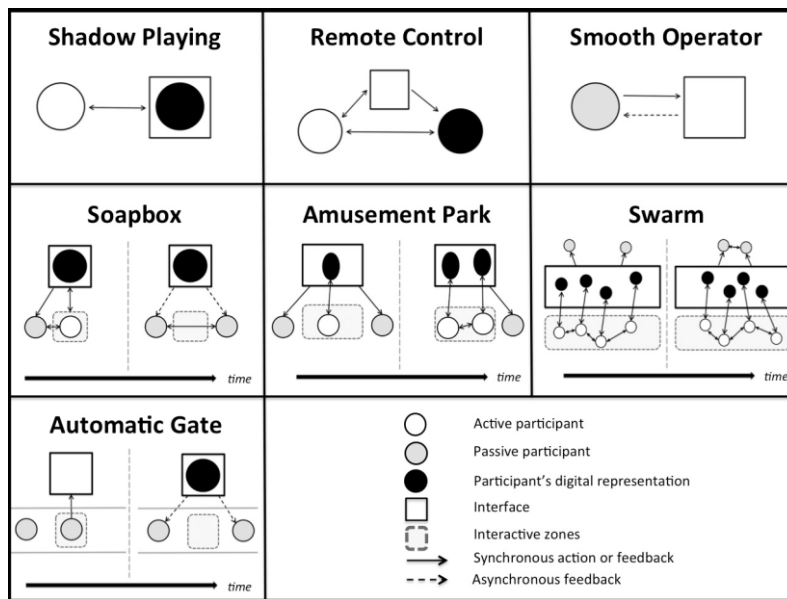 Shadow Playing
Remote Control
Smooth Operator
Soapbox
Amusement Park
Swarm
time
time
time
Automatic Gate
time
Active participant
Passive participant
Participant's digital representation
Interface
Interactive zones
Synchronous action or feedback
Asynchronous feedback